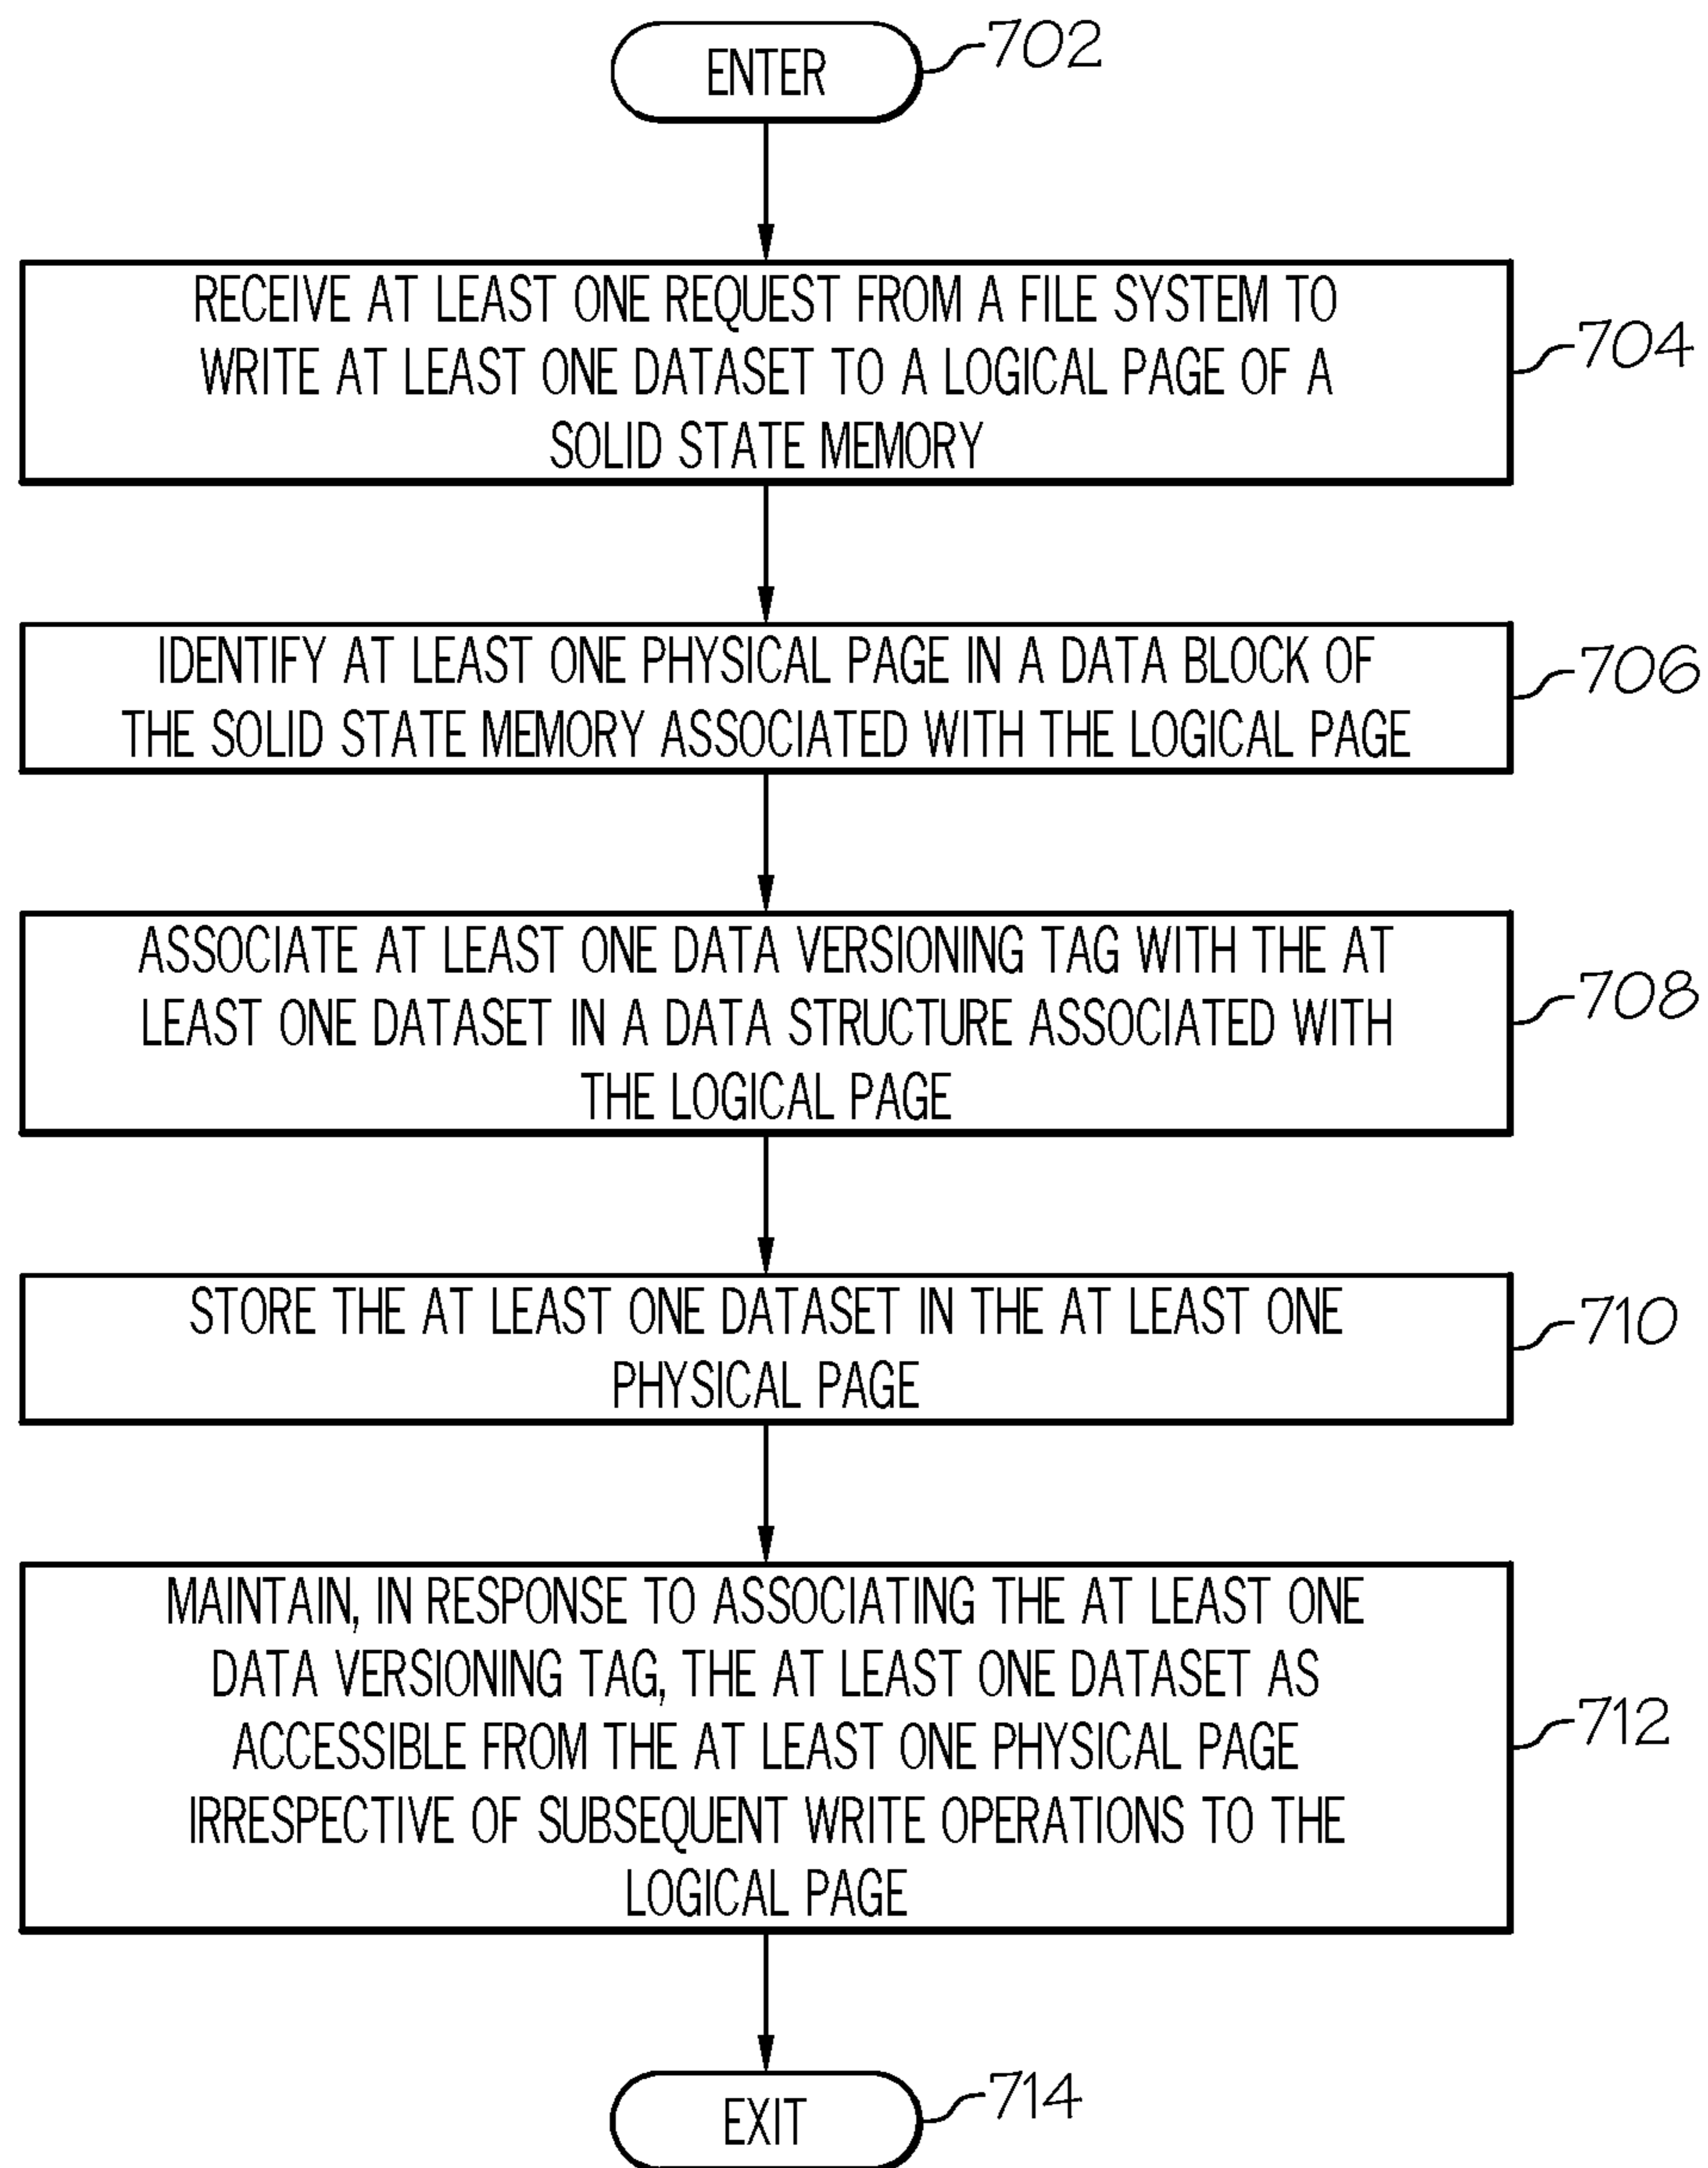 ENTER
702
RECEIVE AT LEAST ONE REQUEST FROM A FILE SYSTEM TO
WRITE AT LEAST ONE DATASET TO A LOGICAL PAGE OF A
SOLID STATE MEMORY
704
IDENTIFY AT LEAST ONE PHYSICAL PAGE IN A DATA BLOCK OF
THE SOLID STATE MEMORY ASSOCIATED WITH THE LOGICAL PAGE
706
ASSOCIATE AT LEAST ONE DATA VERSIONING TAG WITH THE AT
LEAST ONE DATASET IN A DATA STRUCTURE ASSOCIATED WITH
THE LOGICAL PAGE
708
STORE THE AT LEAST ONE DATASET IN THE AT LEAST ONE
PHYSICAL PAGE
710
MAINTAIN, IN RESPONSE TO ASSOCIATING THE AT LEAST ONE
DATA VERSIONING TAG, THE AT LEAST ONE DATASET AS
ACCESSIBLE FROM THE AT LEAST ONE PHYSICAL PAGE
IRRESPECTIVE OF SUBSEQUENT WRITE OPERATIONS TO THE
LOGICAL PAGE
712
EXIT
714